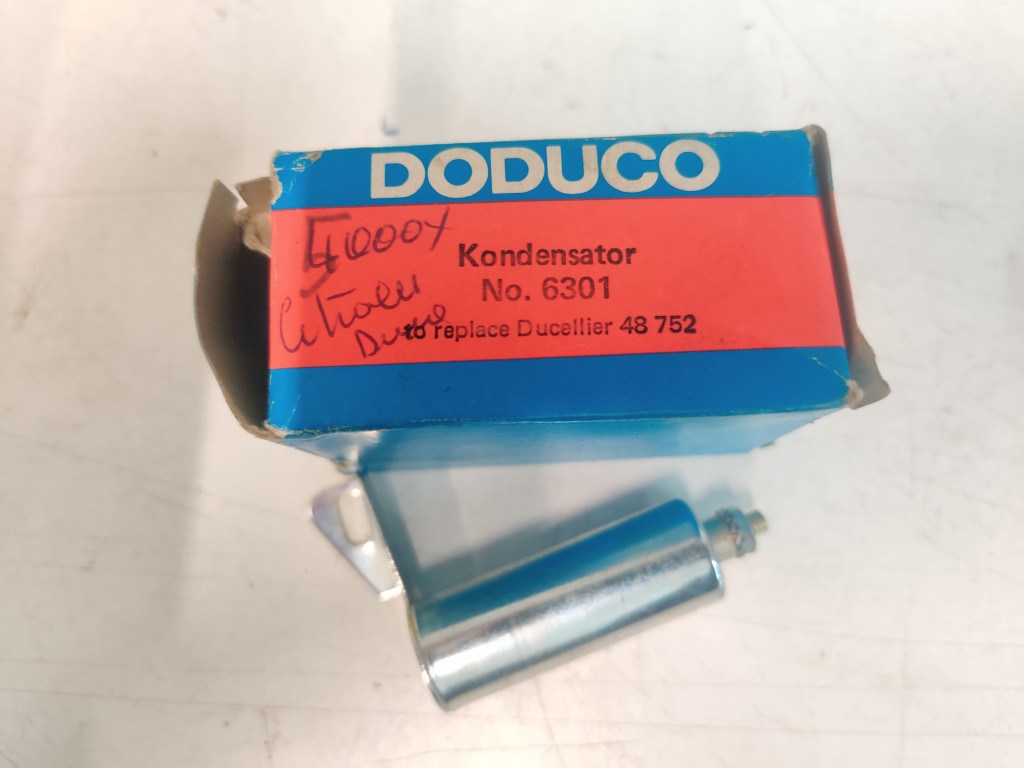 DODUCO
Kondensator
No. 6301
to replace Ducellier 48 752